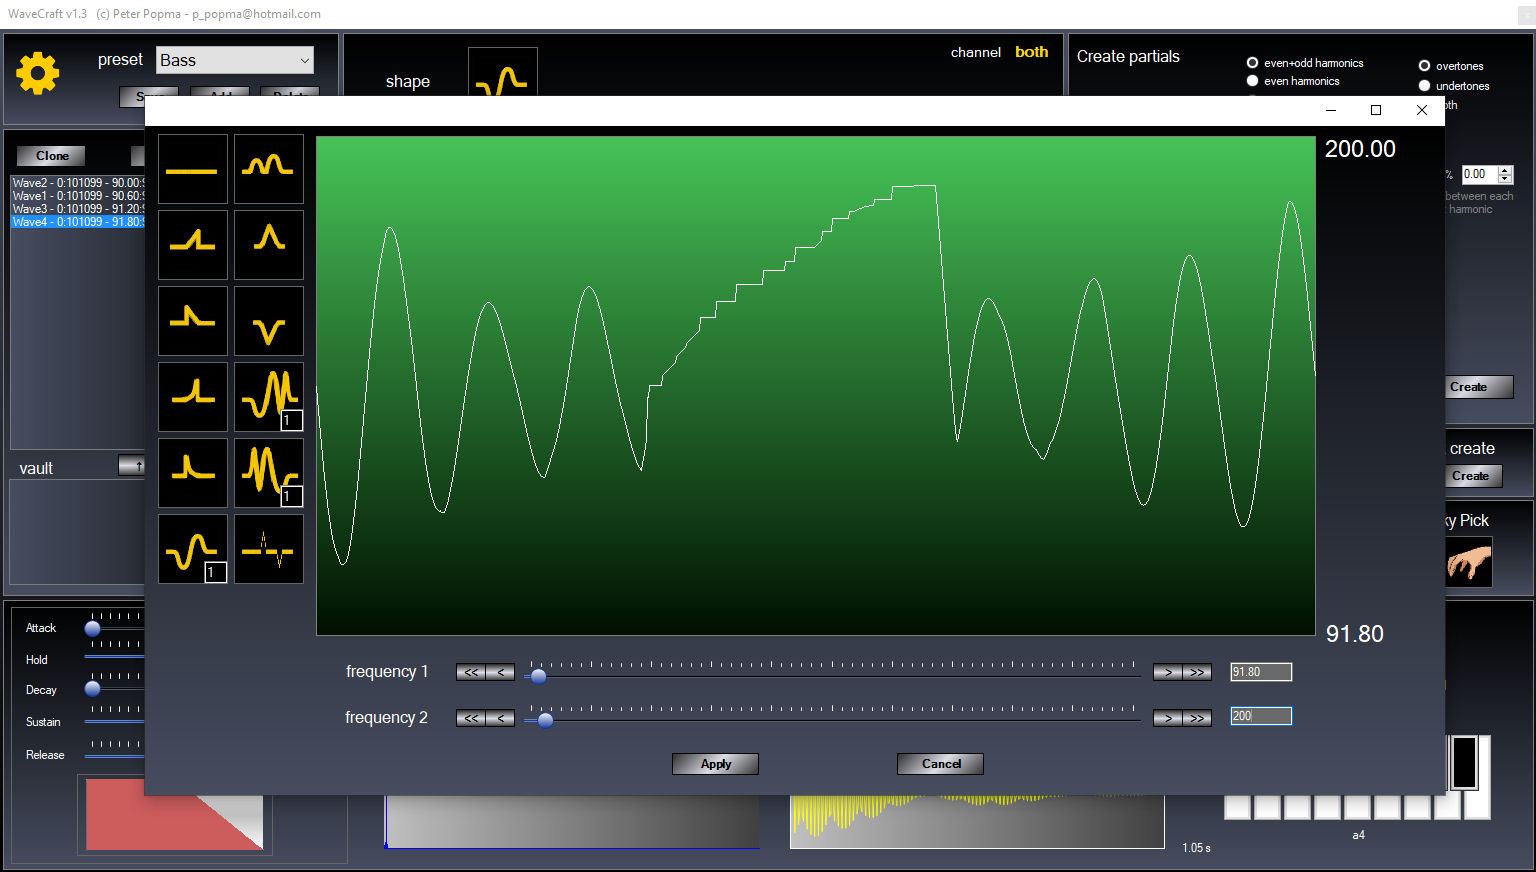 WaveCraft v1.3 (c) Peter Popma - p_popma@hotmail.com
preset
Bass
shape
channel both
Create partials
even+odd harmonics
even harmonics
overtones
undertones
Clone
Wave2 - 0:101099 - 90.00:
Wave1 - 0:101099 - 90.60:
Wave3 - 0:101099 - 91.20:
Wave4 - 0:101099 - 91.80:
vault
↑
1
1
1
200.00
91.80
% 0.00
between each
harmonic
Create
create
Create
Pick
frequency 1
<< <
> >>
91.80
frequency 2
<< <
> >>
200
Apply
Cancel
Attack
Hold
Decay
Sustain
Release
1.05 s
a4